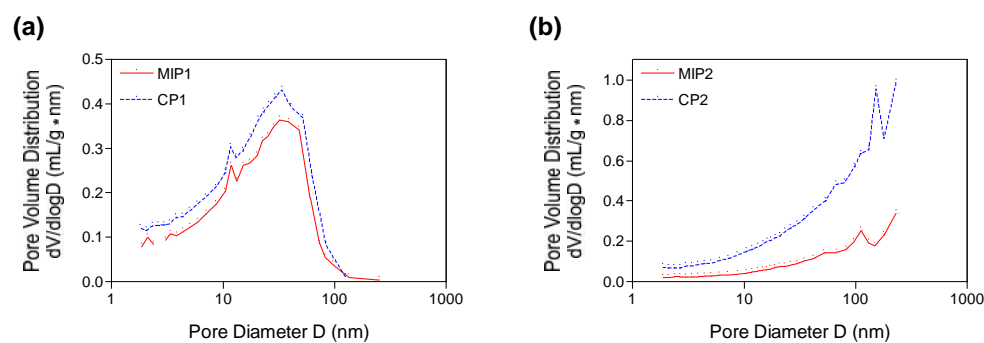 (a)
Pore Volume Distribution
dV/dlogD (mL/g*nm)
0.5
0.4
0.3
0.2
0.1
0.0
MIP1
CP1
1
10
100
1000
Pore Diameter D (nm)
(b)
Pore Volume Distribution
dV/dlogD (mL/g*nm)
1.0
0.8
0.6
0.4
0.2
0.0
MIP2
CP2
1
10
100
1000
Pore Diameter D (nm)